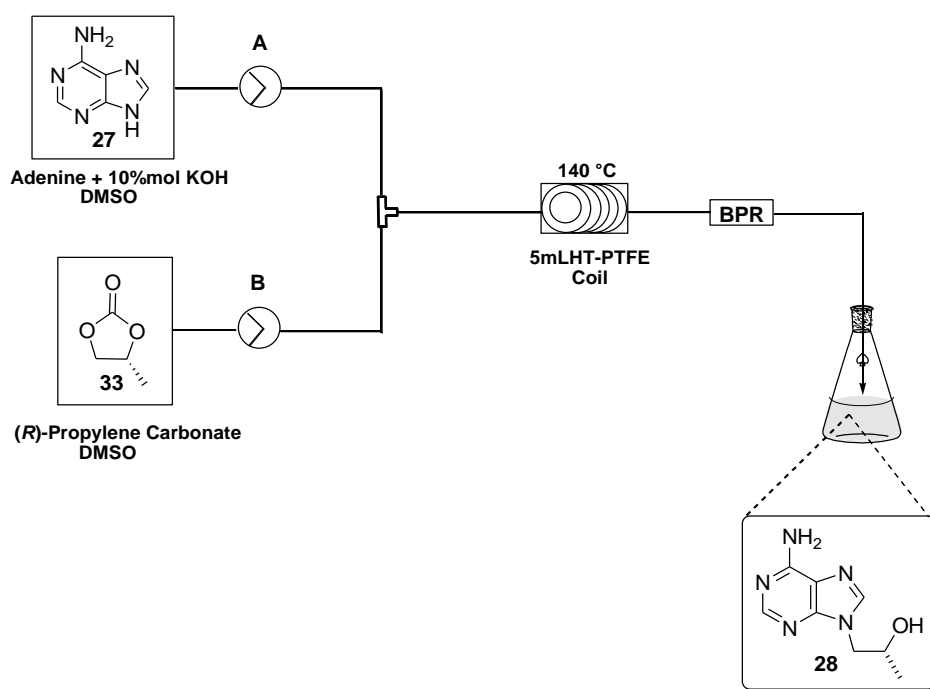 A
NH2
N
N
N
N
H
27
Adenine + 10%mol KOH
DMSO
140 °C
BPR
5mLHT-PTFE
Coil
B
O
O
O
33
(R)-Propylene Carbonate
DMSO
NH2
N
N
N
N
OH
28